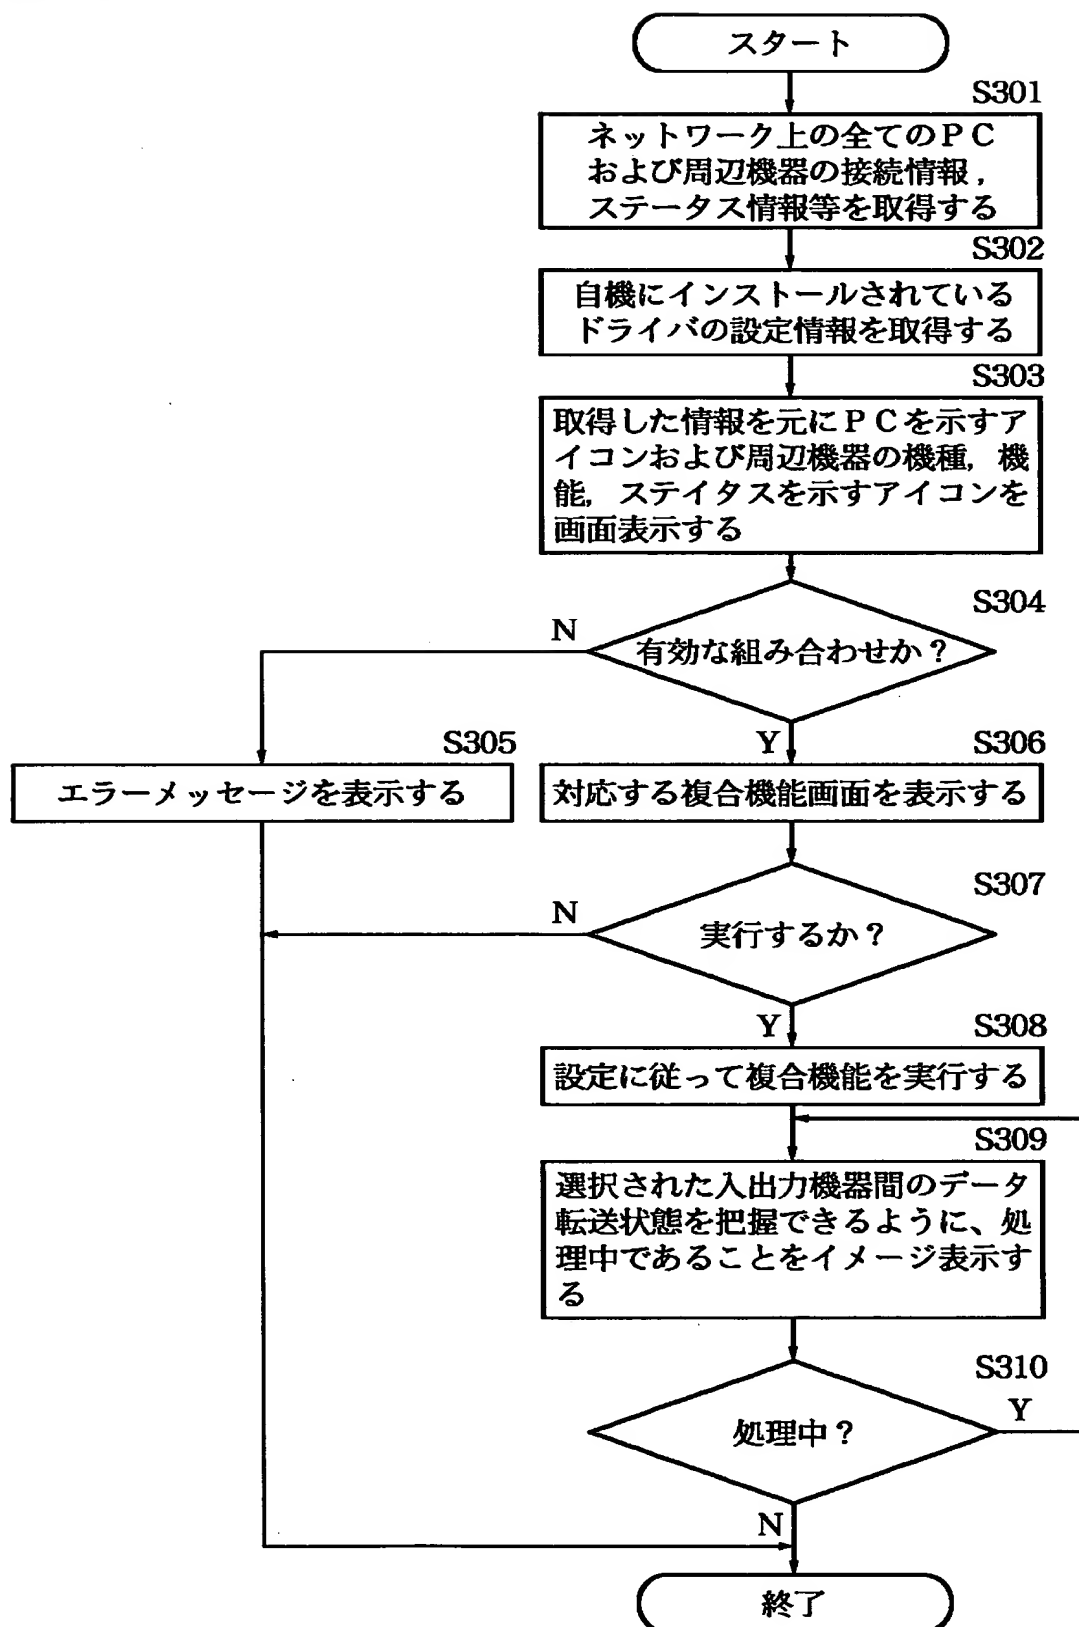 スタート
S301
ネットワーク上の全てのＰＣ
および周辺機器の接続情報，
ステータス情報等を取得する
S302
自機にインストールされている
ドライバの設定情報を取得する
S303
取得した情報を元にＰＣを示すア
イコンおよび周辺機器の機種，機
能，ステイタスを示すアイコンを
画面表示する
S304
有効な組み合わせか？
N
Y
S305
エラーメッセージを表示する
S306
対応する複合機能画面を表示する
S307
実行するか？
N
Y
S308
設定に従って複合機能を実行する
S309
選択された入出力機器間のデータ
転送状態を把握できるように、処
理中であることをイメージ表示す
る
S310
処理中？
Y
N
終了